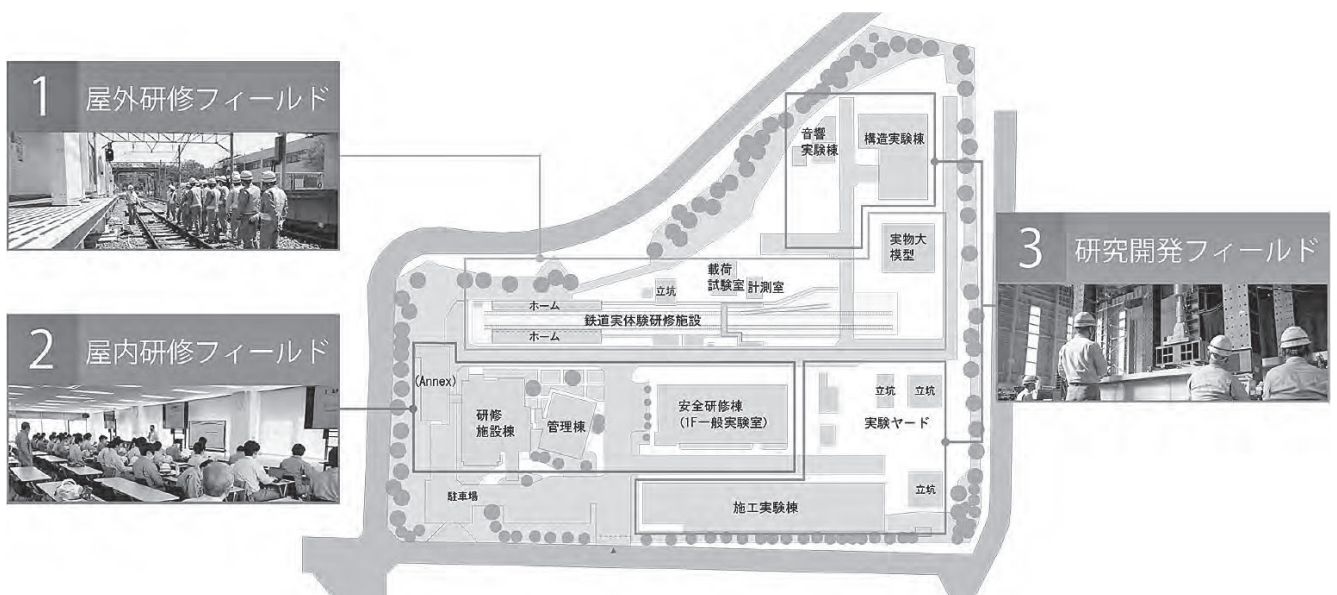 1 屋外研修フィールド
2 屋内研修フィールド
3 研究開発フィールド
音響
実験棟
構造実験棟
実物大
模型
載荷
試験室
計測室
立坑
ホーム
鉄道実体験研修施設
ホーム
(Annex)
研修
施設棟
管理棟
安全研修棟
(1F一般実験室)
立坑
立坑
実験ヤード
立坑
駐車場
施工実験棟